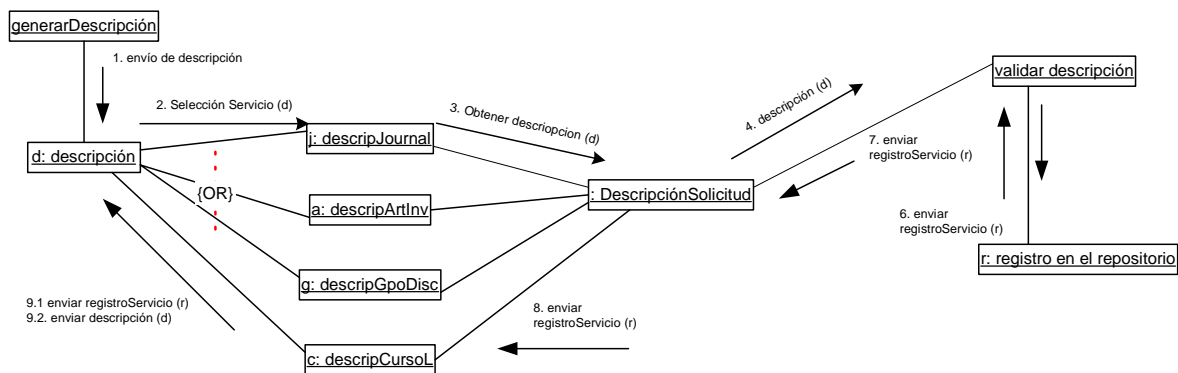 generarDescripción
1. envío de descripción
2. Selección Servicio (d)
3. Obtener descriopcion (d)
4. descripción (d)
validar descripción
j: descripJournal
d: descripción
7. enviar
registroServicio (r)
{OR}
: DescripciónSolicitud
a: descripArtInv
6. enviar
registroServicio (r)
r: registro en el repositorio
g: descripGpoDisc
9.1 enviar registroServicio (r)
9.2. enviar descripción (d)
8. enviar
registroServicio (r)
c: descripCursoL